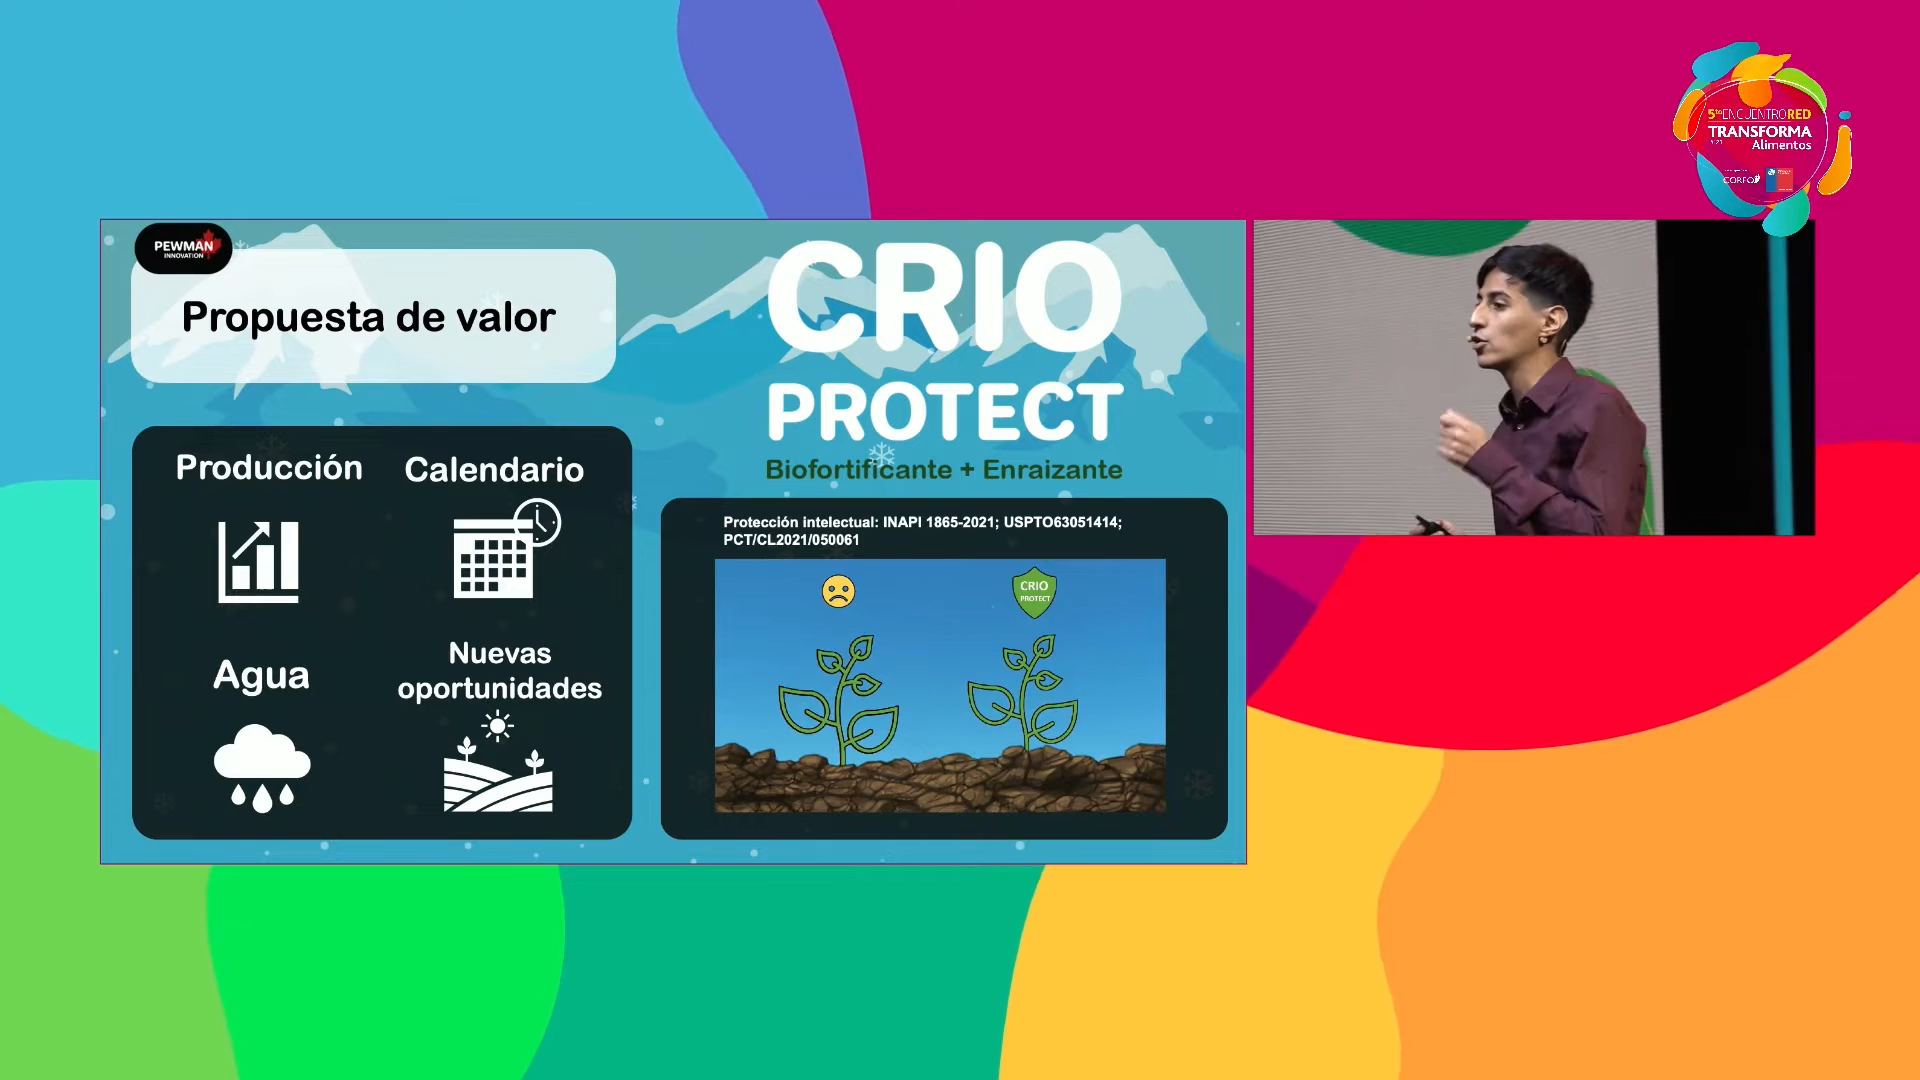 5to ENCUENTRO RED
TRANSFORMA
Alimentos
CORFO
PEWMAN
INNOVATION
Propuesta de valor
CRIO
PROTECT
Biofortificante + Enraizante
Producción
Calendario
Agua
Nuevas
oportunidades
Protección intelectual: INAPI 1865-2021; USPTO63051414;
PCT/CL2021/050061
CRIO
PROTECT